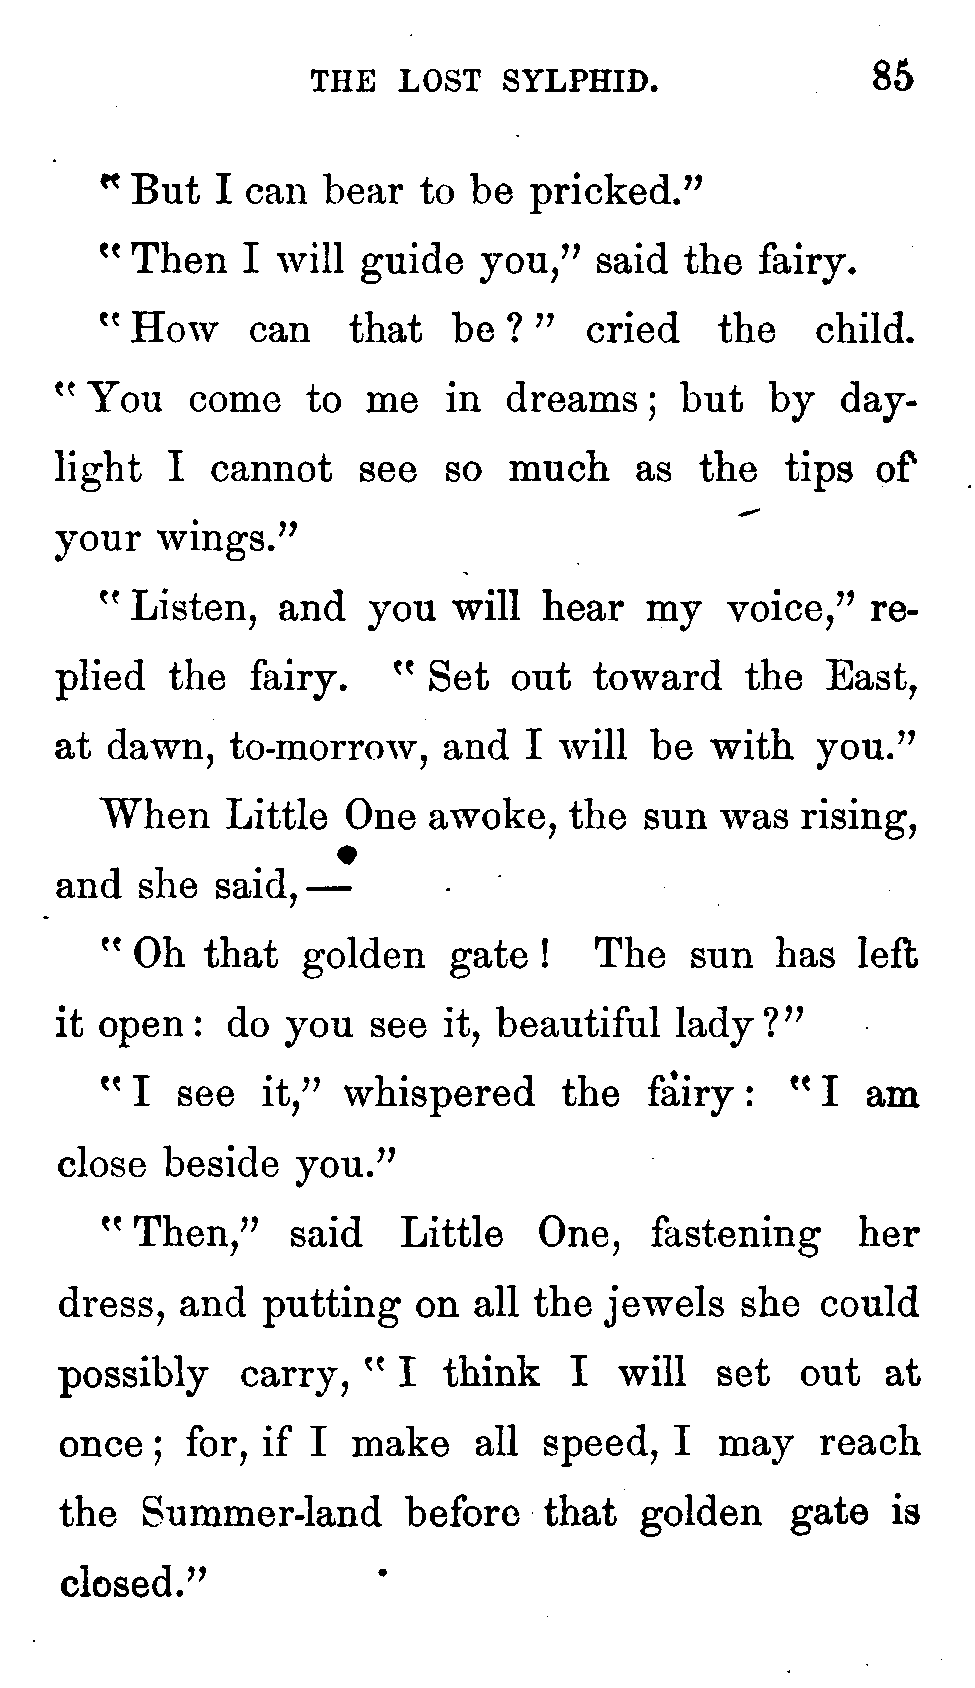 THE LOST SYLPHID. 85
"But I can bear to be pricked."
"Then I will guide you," said the fairy.
"How can that be?" cried the child.
"You come to me in dreams; but by day-
light I cannot see so much as the tips of
your wings."
"Listen, and you will hear my voice," re-
plied the fairy. "Set out toward the East,
at dawn, to-morrow, and I will be with you."
When Little One awoke, the sun was rising,
and she said,—
"Oh that golden gate! The sun has left
it open: do you see it, beautiful lady?"
"I see it," whispered the fairy: "I am
close beside you."
"Then," said Little One, fastening her
dress, and putting on all the jewels she could
possibly carry, "I think I will set out at
once; for, if I make all speed, I may reach
the Summer-land before that golden gate is
closed."